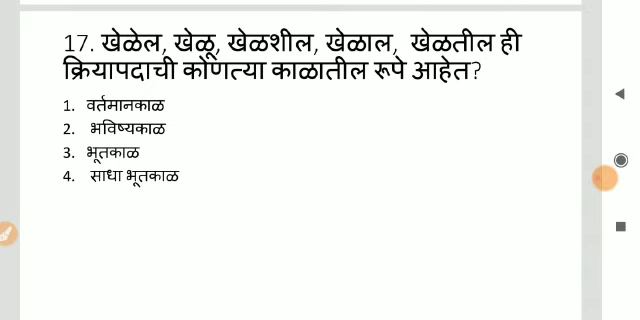 17. खेळेल, खेळू, खेळशील, खेळाल, खेळतील ही
क्रियापदाची कोणत्या काळातील रूपे आहेत?
1. वर्तमानकाळ
2. भविष्यकाळ
3. भूतकाळ
4. साधा भूतकाळ